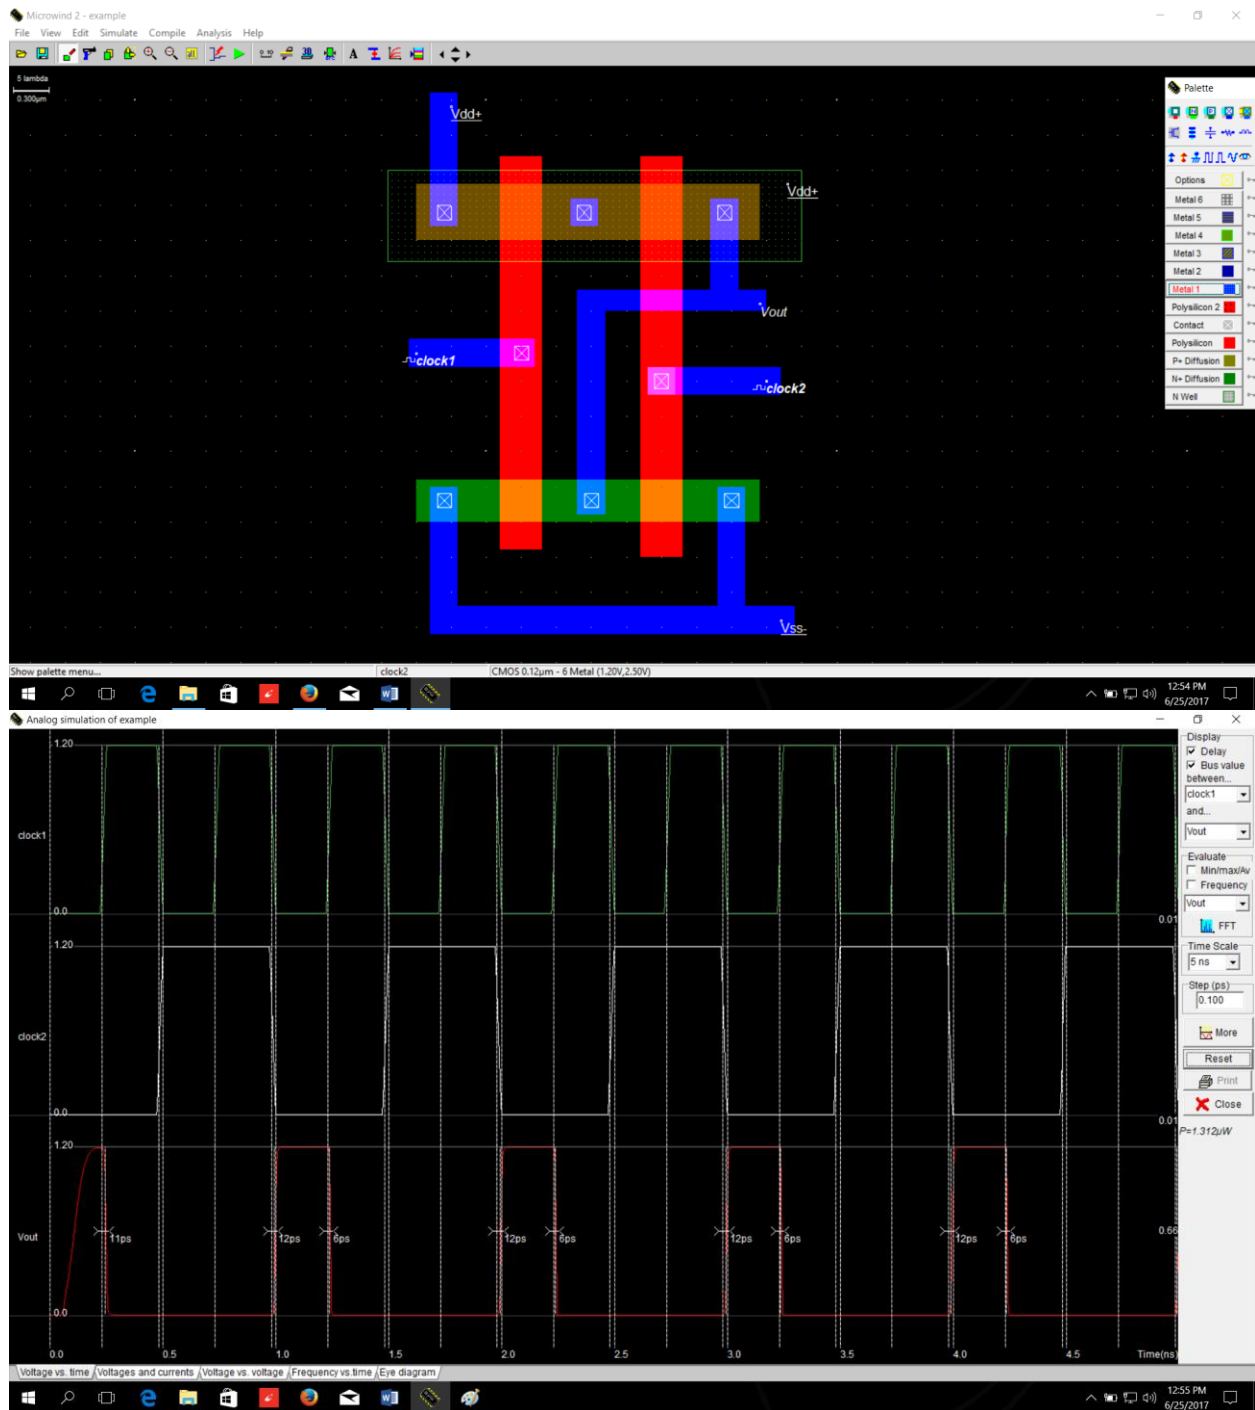 Microwind 2 - example
File View Edit Simulate Compile Analysis Help
5 lambda
0.300µm
Vdd+
Vdd+
Vout
clock1
clock2
Vss-
Palette
Options
Metal 6
Metal 5
Metal 4
Metal 3
Metal 2
Metal 1
Polysilicon 2
Contact
Polysilicon
P+ Diffusion
N+ Diffusion
N Well
Show palette menu... clock2 CMOS 0.12µm - 6 Metal (1.20V,2.50V)
12:54 PM
6/25/2017
Analog simulation of example
1.20
clock1
0.0 0.01
1.20
clock2
0.0 0.01
1.20
Vout 11ps 12ps 6ps 12ps 6ps 12ps 6ps 12ps 6ps 0.66
0.0
0.0 0.5 1.0 1.5 2.0 2.5 3.0 3.5 4.0 4.5 Time(ns)
Display
Delay
Bus value
between...
clock1
and...
Vout
Evaluate
Min/max/Av
Frequency
Vout
FFT
Time Scale
5 ns
Step (ps)
0.100
More
Reset
Print
Close
P=1.312µW
Voltage vs. time Voltages and currents Voltage vs. voltage Frequency vs.time Eye diagram
12:55 PM
6/25/2017